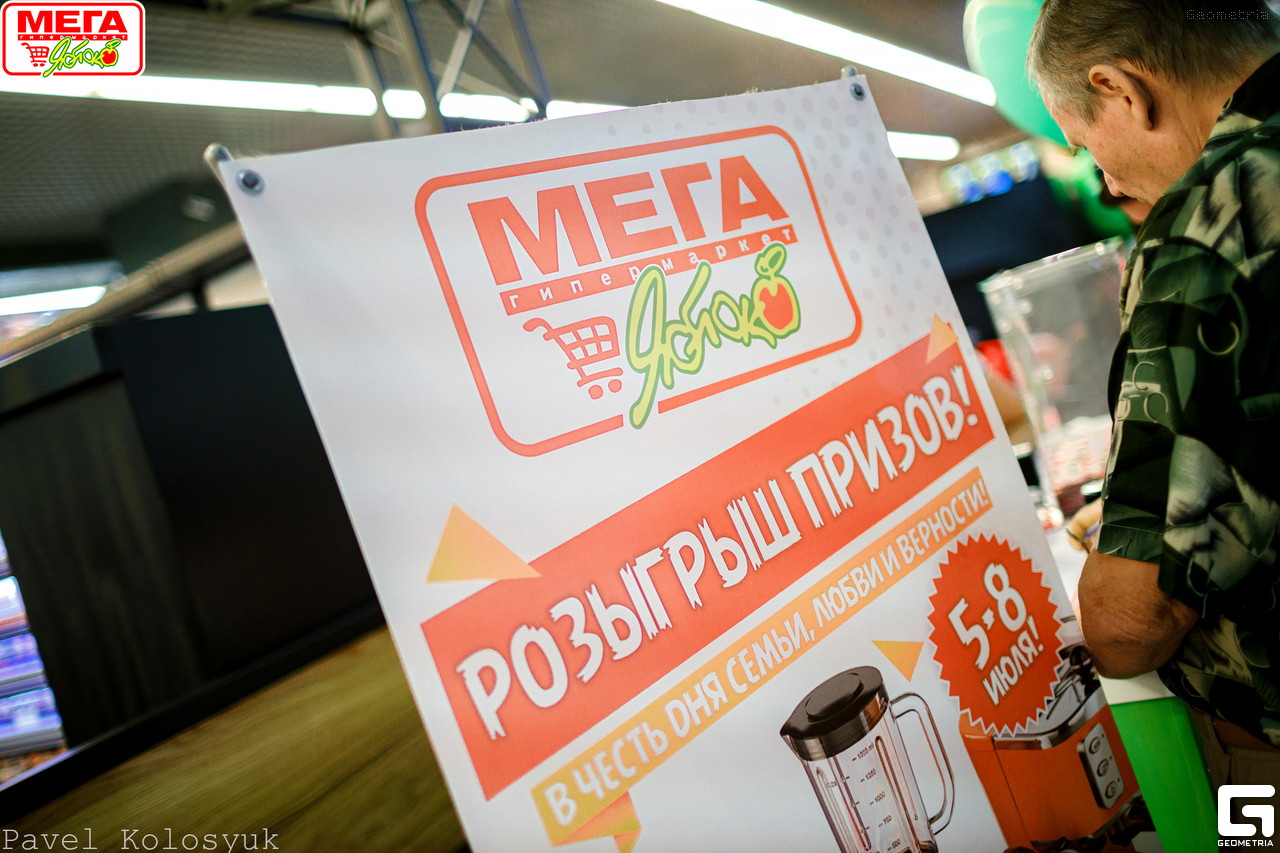 МЕГА
гипермаркет
Яблоко
Geometria
МЕГА
гипермаркет
Яблоко
РОЗЫГРЫШ ПРИЗОВ!
В ЧЕСТЬ ДНЯ СЕМЬИ, ЛЮБВИ И ВЕРНОСТИ!
5-8
ИЮЛЯ!
Pavel Kolosyuk
GEOMETRIA